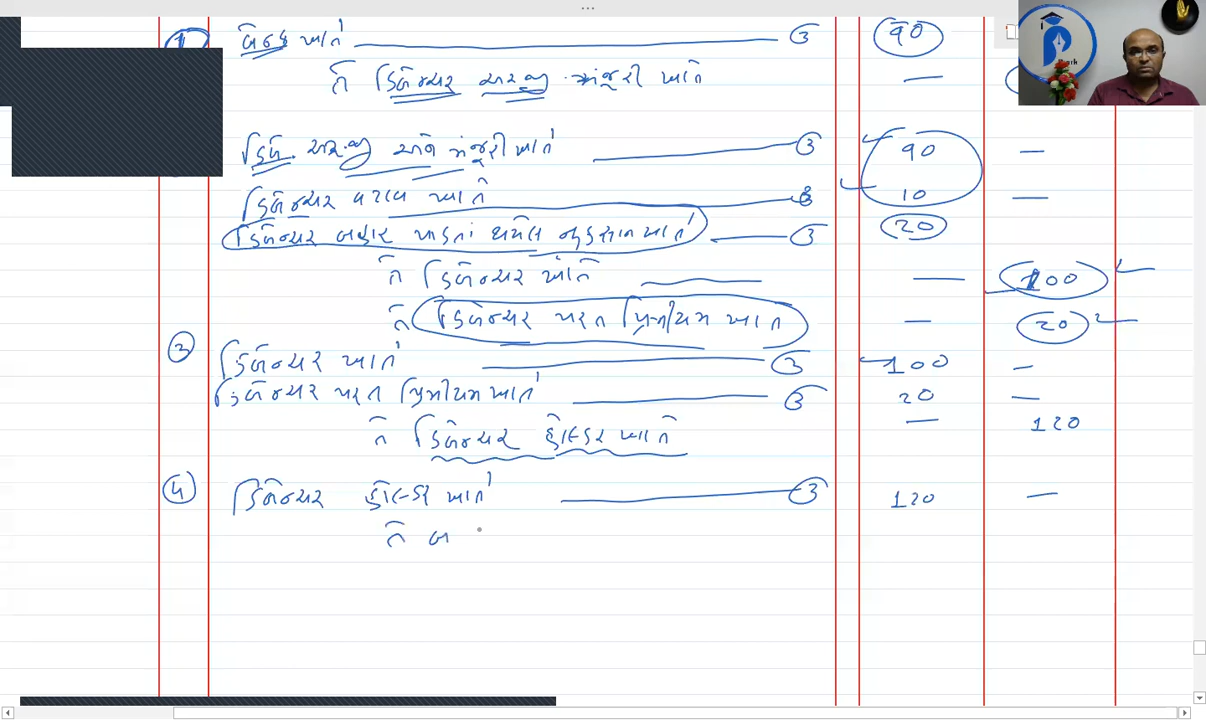 1 બેન્ક ખાતે ઉ 90
તે ડિબેન્ચર અરજી મંજૂરી ખાતે —
ડિબે. અરજી અને મંજૂરી ખાતે ઉ 90 —
ડિબેન્ચર વટાવ ખાતે ઉ 10 —
ડિબેન્ચર બહાર પાડતાં થયેલ નુકસાન ખાતે ઉ 20
તે ડિબેન્ચર ખાતે — 100
તે ડિબેન્ચર પરત પ્રિમીયમ ખાતે — 20
③ ડિબેન્ચર ખાતે ઉ 100 —
ડિબેન્ચર પરત પ્રિમીયમ ખાતે ઉ 20 —
તે ડિબેન્ચર હોલ્ડર ખાતે — 120
④ ડિબેન્ચર હોલ્ડર ખાતે ઉ 120 —
તે બ